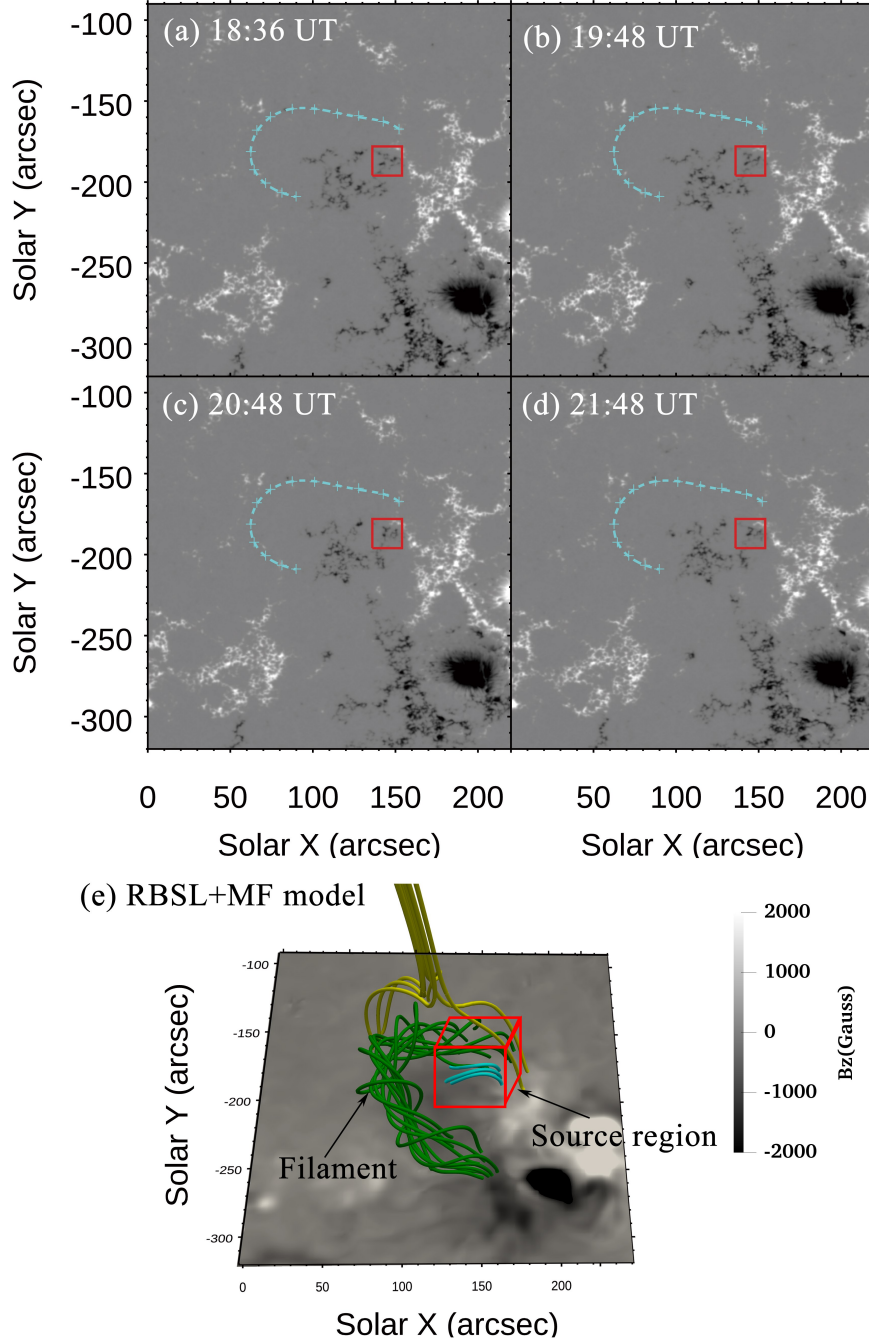 -100
(a) 18:36 UT
(b) 19:48 UT
-150
-200
-250
-300
Solar Y (arcsec)
-100
(c) 20:48 UT
(d) 21:48 UT
-150
-200
-250
-300
Solar Y (arcsec)
0 50 100 150 200
0 50 100 150 200
Solar X (arcsec)
Solar X (arcsec)
(e) RBSL+MF model
2000
1000
0
-1000
-2000
Bz(Gauss)
-100
-150
-200
-250
-300
Solar Y (arcsec)
Source region
Filament
0 50 100 150 200
Solar X (arcsec)